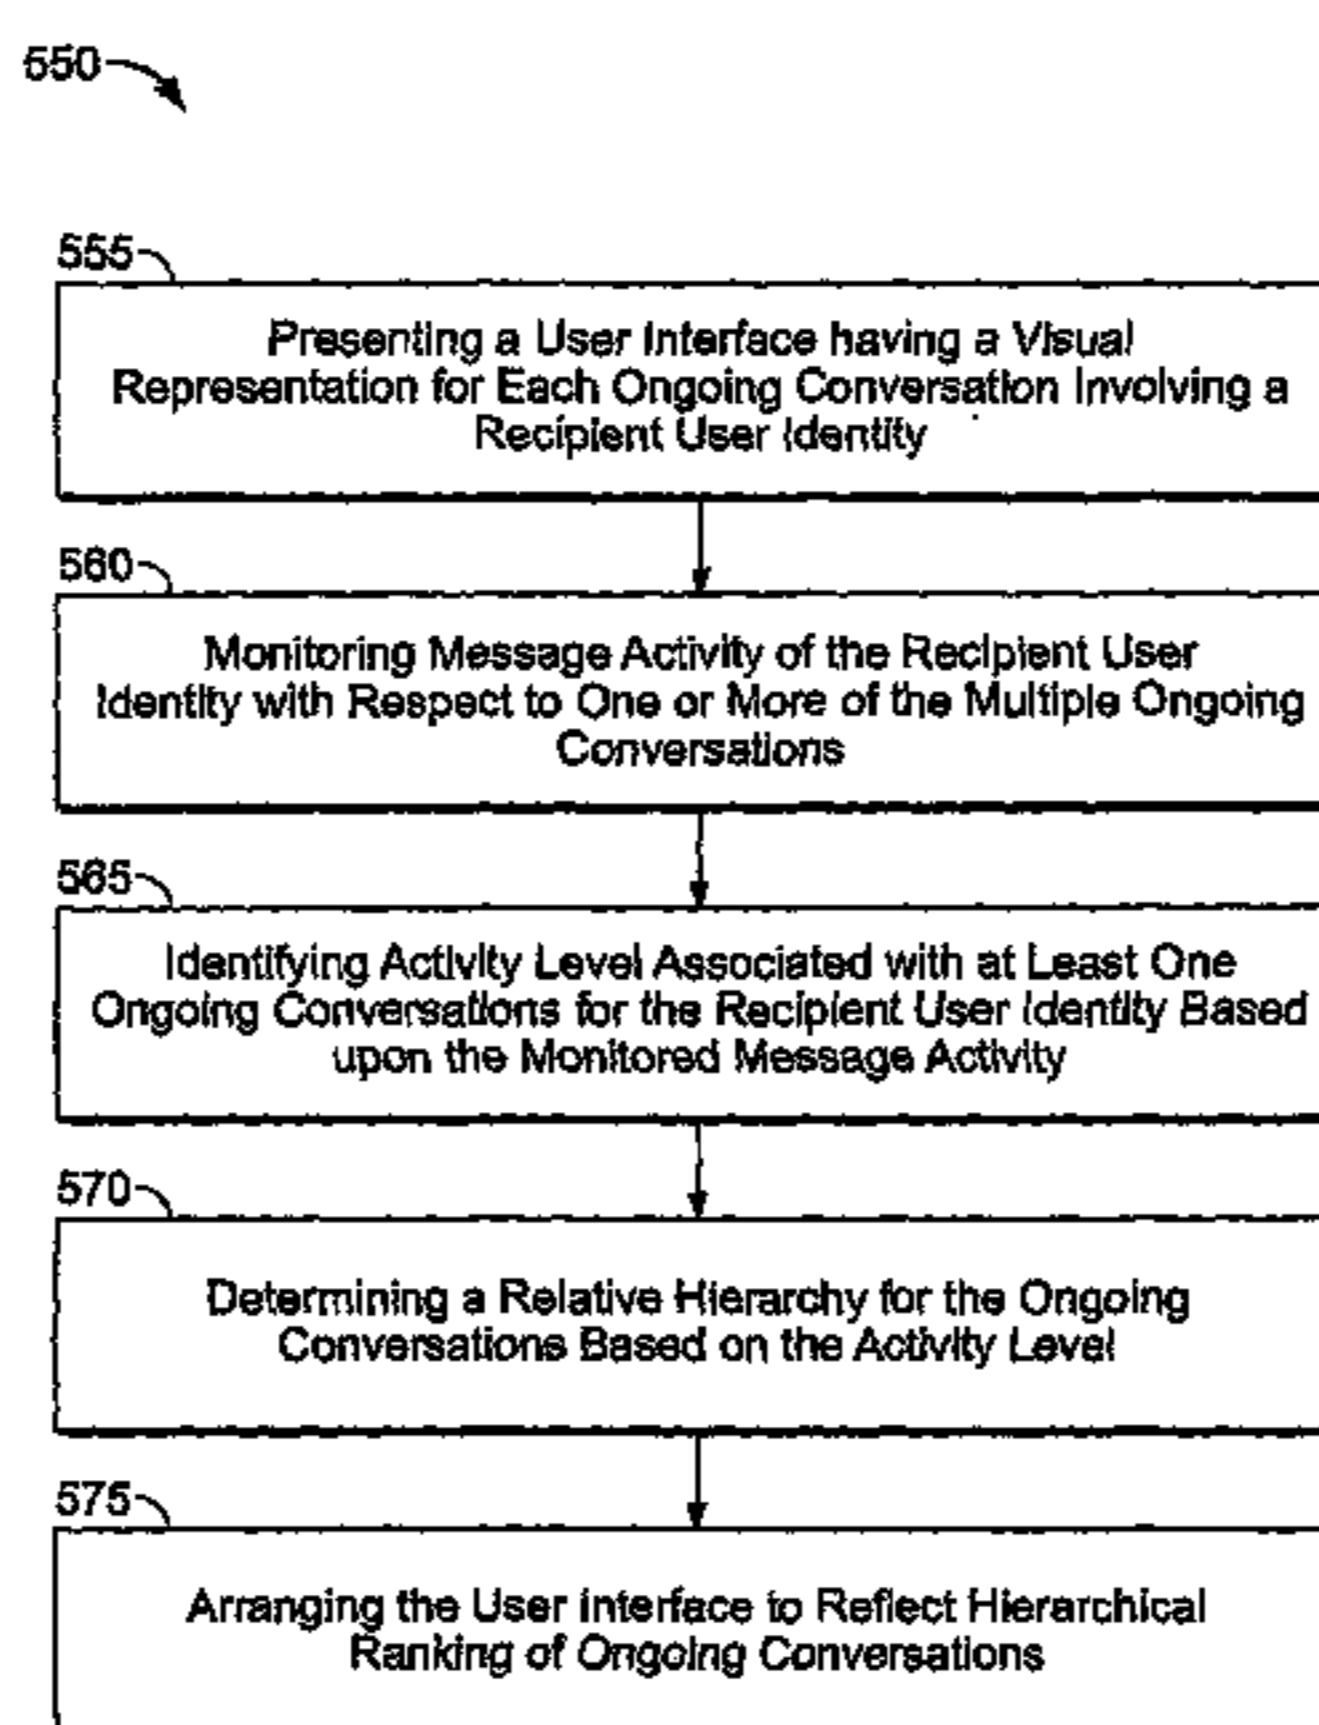 550
555
Presenting a User Interface having a Visual
Representation for Each Ongoing Conversation Involving a
Recipient User Identity
560
Monitoring Message Activity of the Recipient User
Identity with Respect to One or More of the Multiple Ongoing
Conversations
565
Identifying Activity Level Associated with at Least One
Ongoing Conversations for the Recipient User Identity Based
upon the Monitored Message Activity
570
Determining a Relative Hierarchy for the Ongoing
Conversations Based on the Activity Level
575
Arranging the User Interface to Reflect Hierarchical
Ranking of Ongoing Conversations